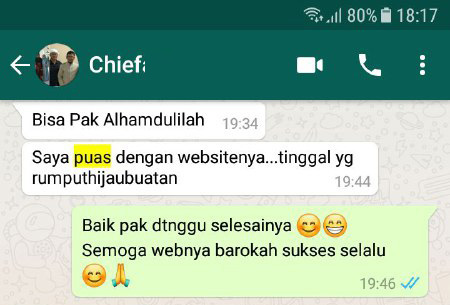 80% 18:17
Chief
Bisa Pak Alhamdulilah 19:34
Saya puas dengan websitenya...tinggal yg
rumputhijaubuatan
19:44
Baik pak dtnggu selesainya 😊😁
Semoga webnya barokah sukses selalu
😊🙏
19:46